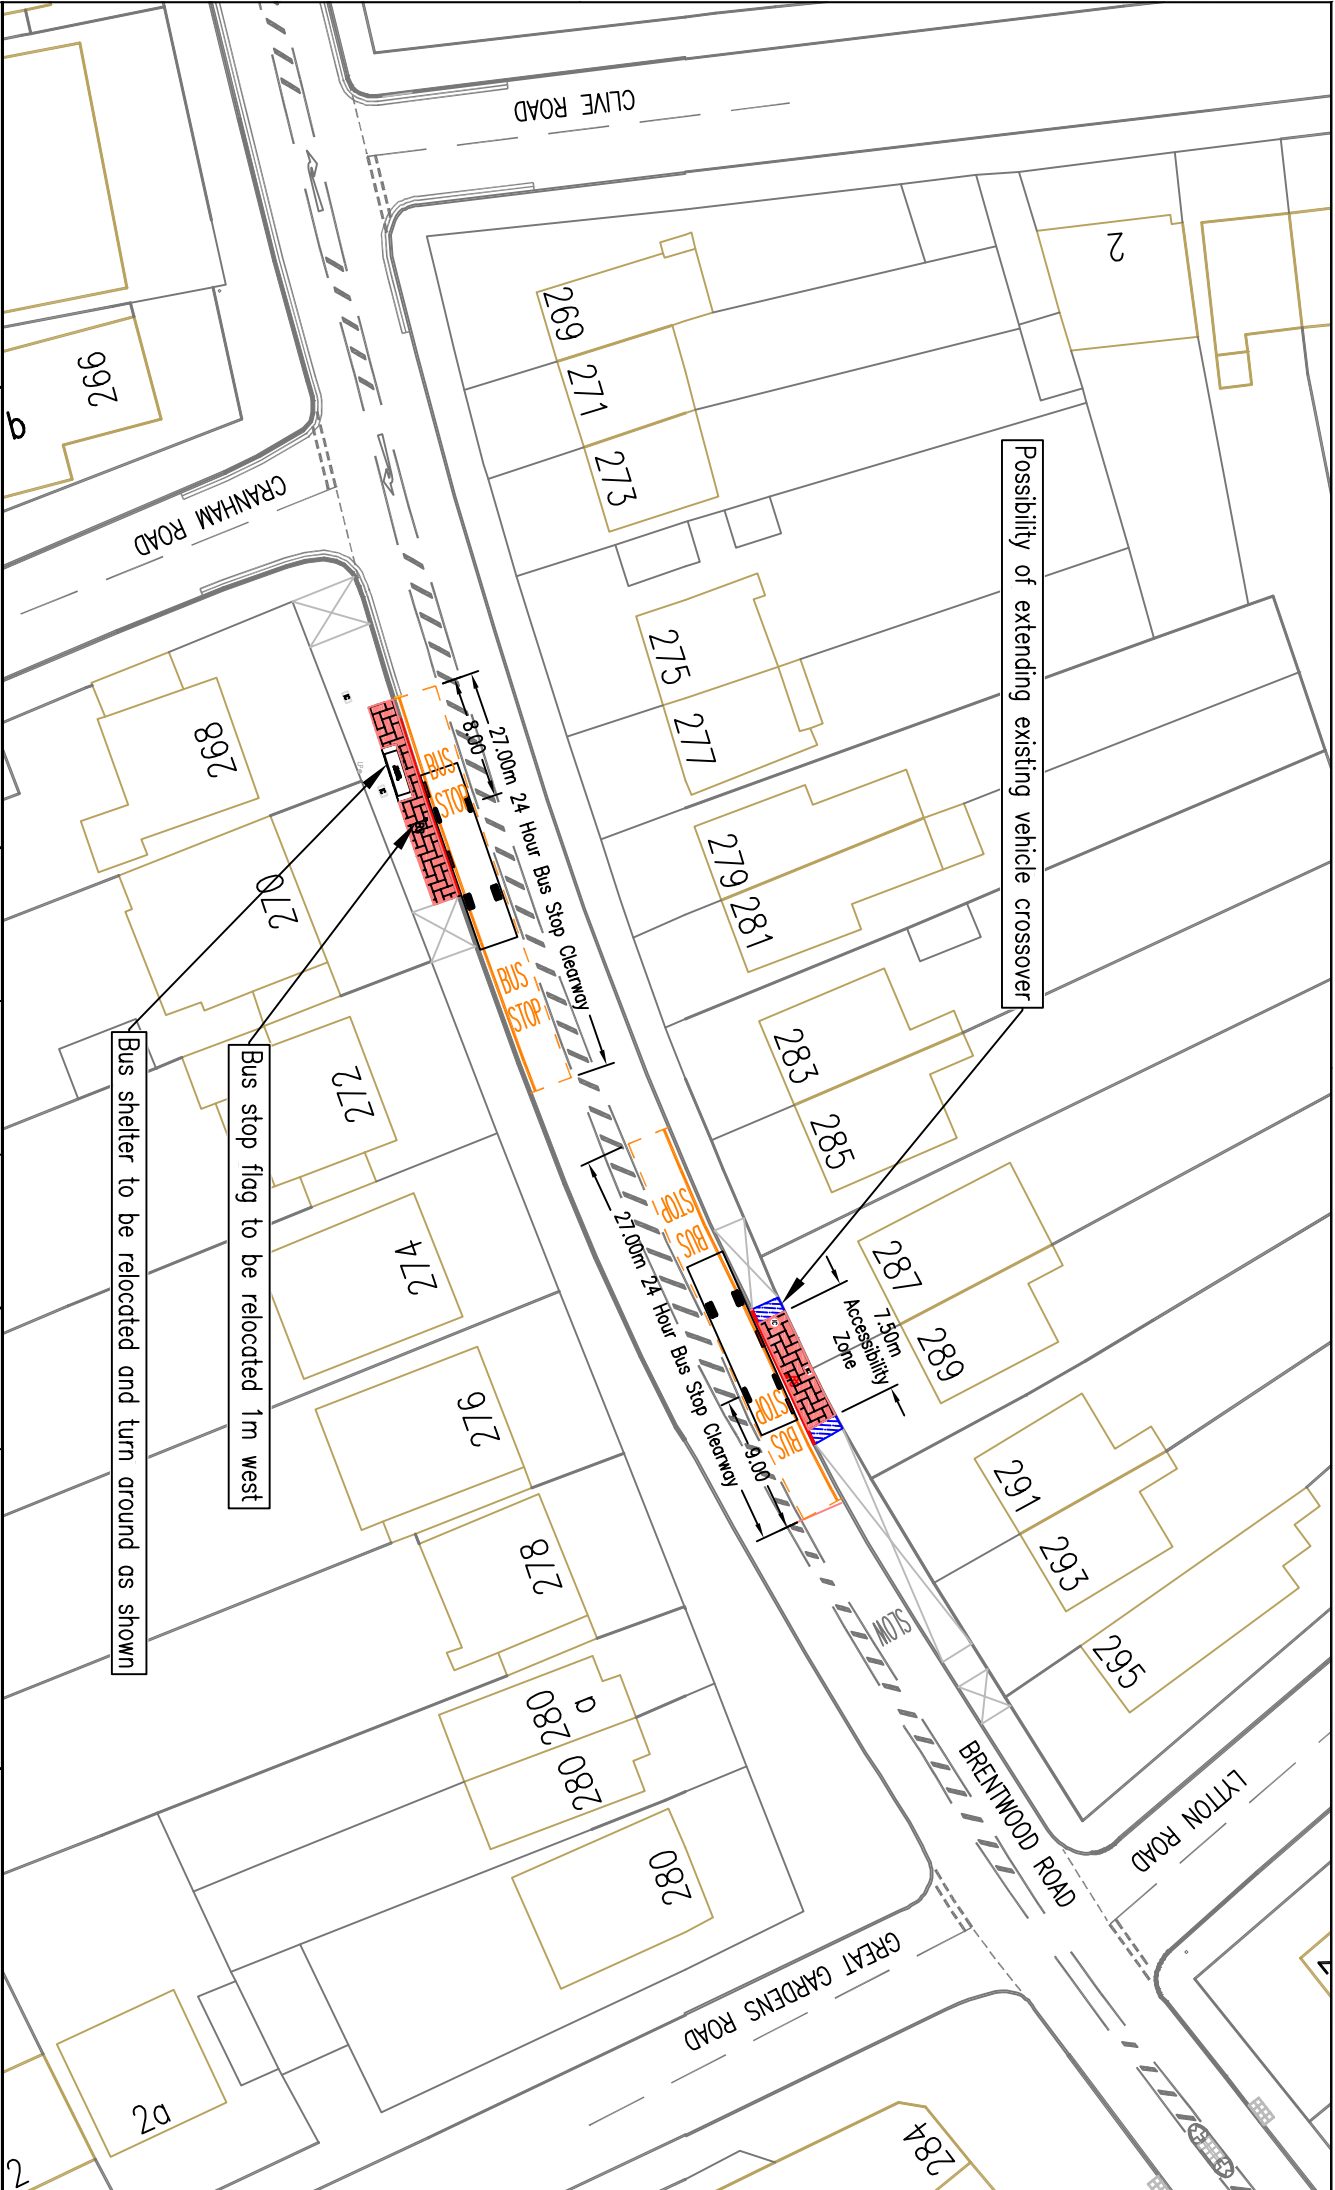 CLIVE ROAD
2
269
271
273
266
b
CRANHAM ROAD
Possibility of extending existing vehicle crossover
275
277
268
27.00m 24 Hour Bus Stop Clearway
8.00
BUS
STOP
279
281
270
BUS
STOP
283
285
272
Bus stop flag to be relocated 1m west
Bus shelter to be relocated and turn around as shown
BUS
STOP
27.00m 24 Hour Bus Stop Clearway
274
287
289
7.50m
Accessibility
Zone
BUS
STOP
9.00
276
291
293
278
295
SLOW
280
a
280
280
BRENTWOOD ROAD
LYTTON ROAD
GREAT GARDENS ROAD
284
2a
2